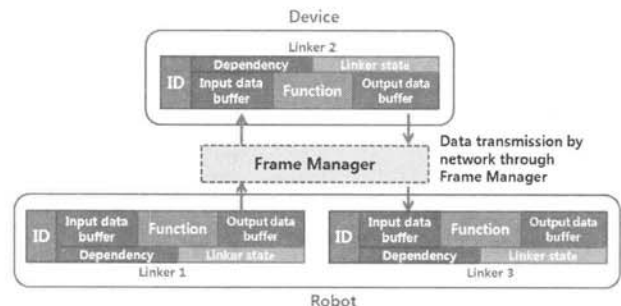 Device
Linker 2
Dependency Linker state
ID Input data buffer Function Output data buffer
Frame Manager
Data transmission by
network through
Frame Manager
ID Input data buffer Function Output data buffer
Dependency Linker state
Linker 1
ID Input data buffer Function Output data buffer
Dependency Linker state
Linker 3
Robot